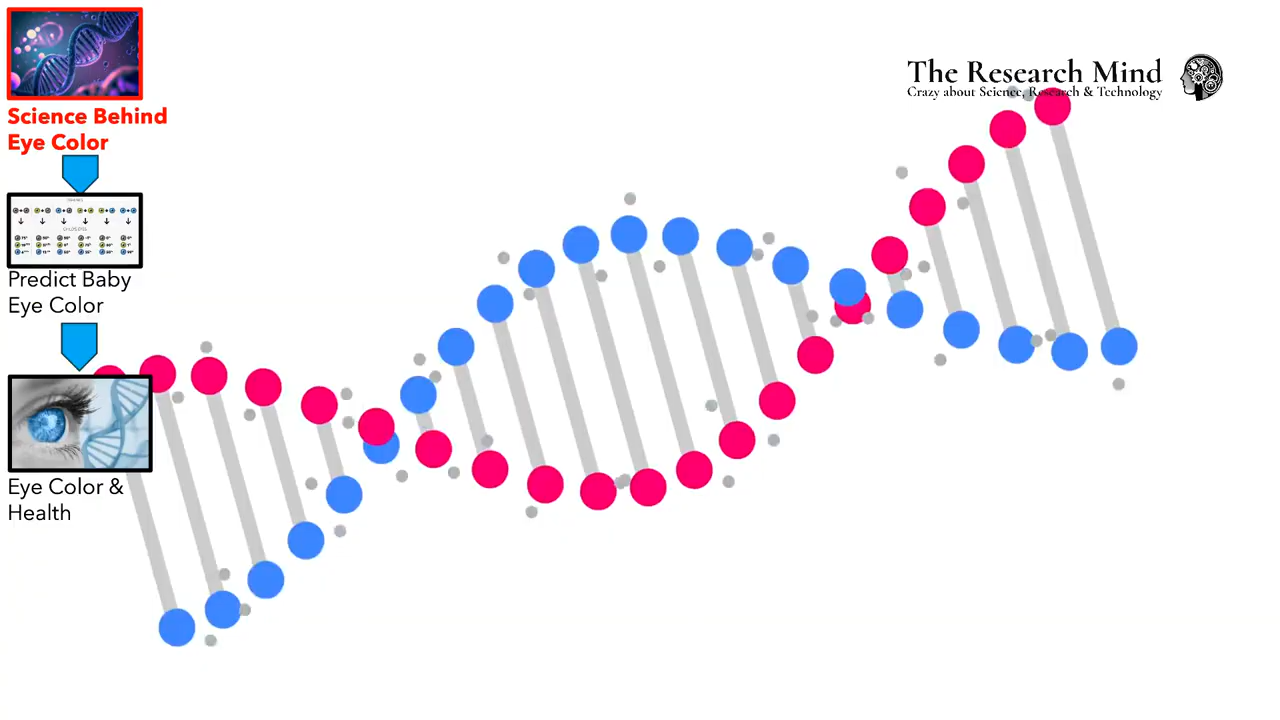 The Research Mind
Crazy about Science, Research & Technology
Science Behind
Eye Color
Predict Baby
Eye Color
Eye Color &
Health